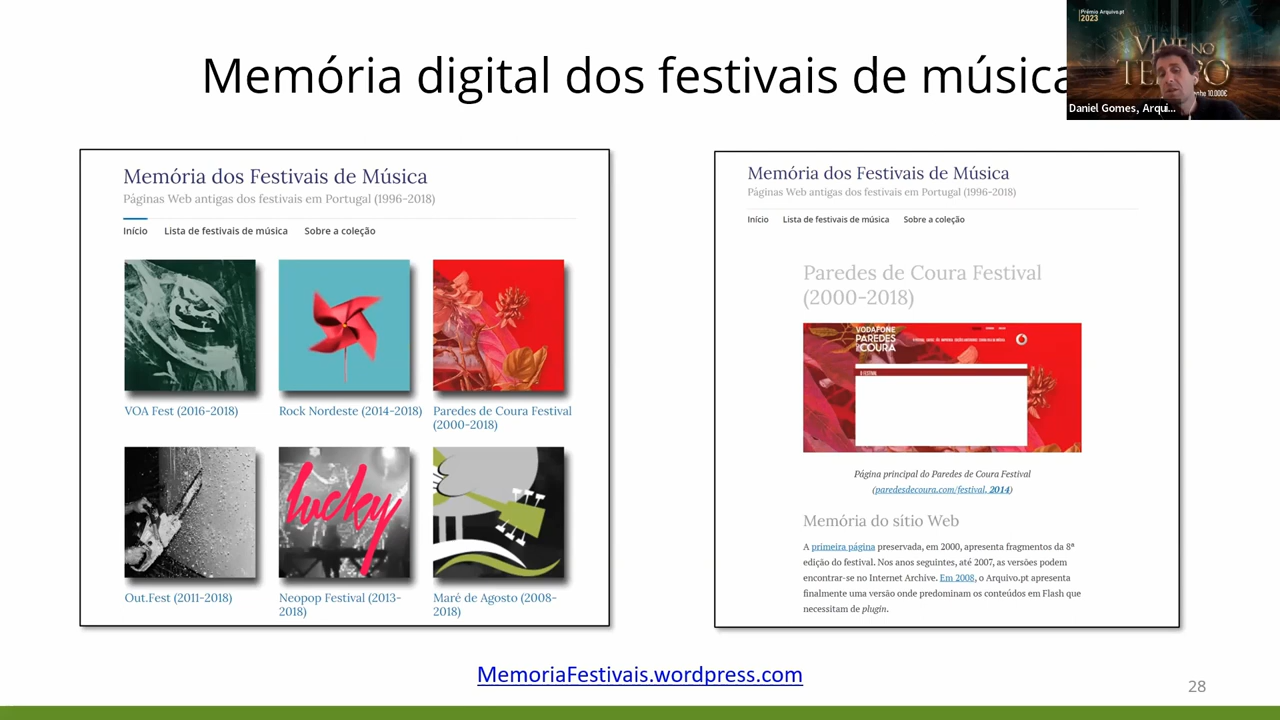 Memória digital dos festivais de música
Prémio Arquivo.pt
2023
VIAJE NO
TEMPO
Daniel Gomes, Arqui...
Memória dos Festivais de Música
Páginas Web antigas dos festivais em Portugal (1996-2018)
Início Lista de festivais de música Sobre a coleção
VOA Fest (2016-2018)
Rock Nordeste (2014-2018)
Paredes de Coura Festival
(2000-2018)
lucky
Out.Fest (2011-2018)
Neopop Festival (2013-
2018)
Maré de Agosto (2008-
2018)
Memória dos Festivais de Música
Páginas Web antigas dos festivais em Portugal (1996-2018)
Início Lista de festivais de música Sobre a coleção
Paredes de Coura Festival
(2000-2018)
VODAFONE
PAREDES
DE COURA
O FESTIVAL
Página principal do Paredes de Coura Festival
(paredesdecoura.com/festival, 2014)
Memória do sítio Web
A primeira página preservada, em 2000, apresenta fragmentos da 8ª
edição do festival. Nos anos seguintes, até 2007, as versões podem
encontrar-se no Internet Archive. Em 2008, o Arquivo.pt apresenta
finalmente uma versão onde predominam os conteúdos em Flash que
necessitam de plugin.
MemoriaFestivais.wordpress.com
28